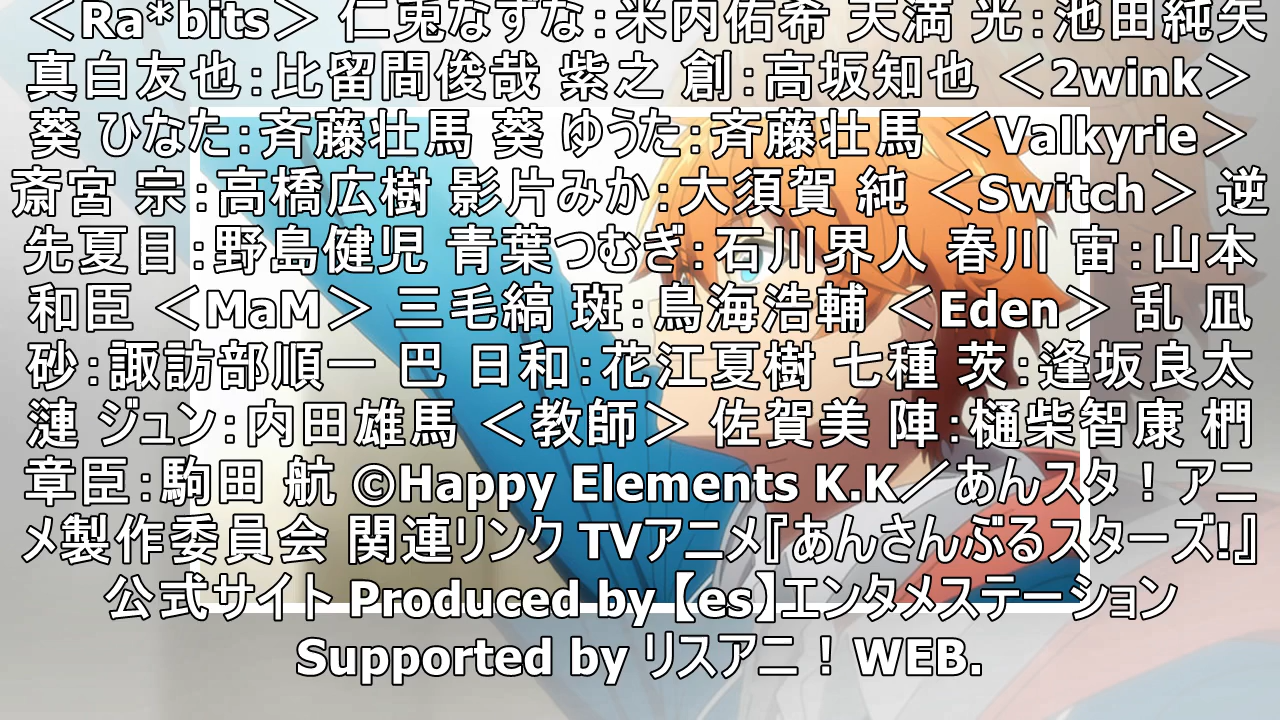 ＜Ra*bits＞ 仁兎なずな：米内佑希 天満 光：池田純矢
真白友也：比留間俊哉 紫之 創：高坂知也 ＜2wink＞
葵 ひなた：斉藤壮馬 葵 ゆうた：斉藤壮馬 ＜Valkyrie＞
斎宮 宗：高橋広樹 影片みか：大須賀 純 ＜Switch＞ 逆
先夏目：野島健児 青葉つむぎ：石川界人 春川 宙：山本
和臣 ＜MaM＞ 三毛縞 斑：鳥海浩輔 ＜Eden＞ 乱 凪
砂：諏訪部順一 巴 日和：花江夏樹 七種 茨：逢坂良太
漣 ジュン：内田雄馬 ＜教師＞ 佐賀美 陣：樋柴智康 椚
章臣：駒田 航 ©Happy Elements K.K／あんスタ！アニ
メ製作委員会 関連リンク TVアニメ『あんさんぶるスターズ!』
公式サイト Produced by【es】エンタメステーション
Supported by リスアニ！WEB.